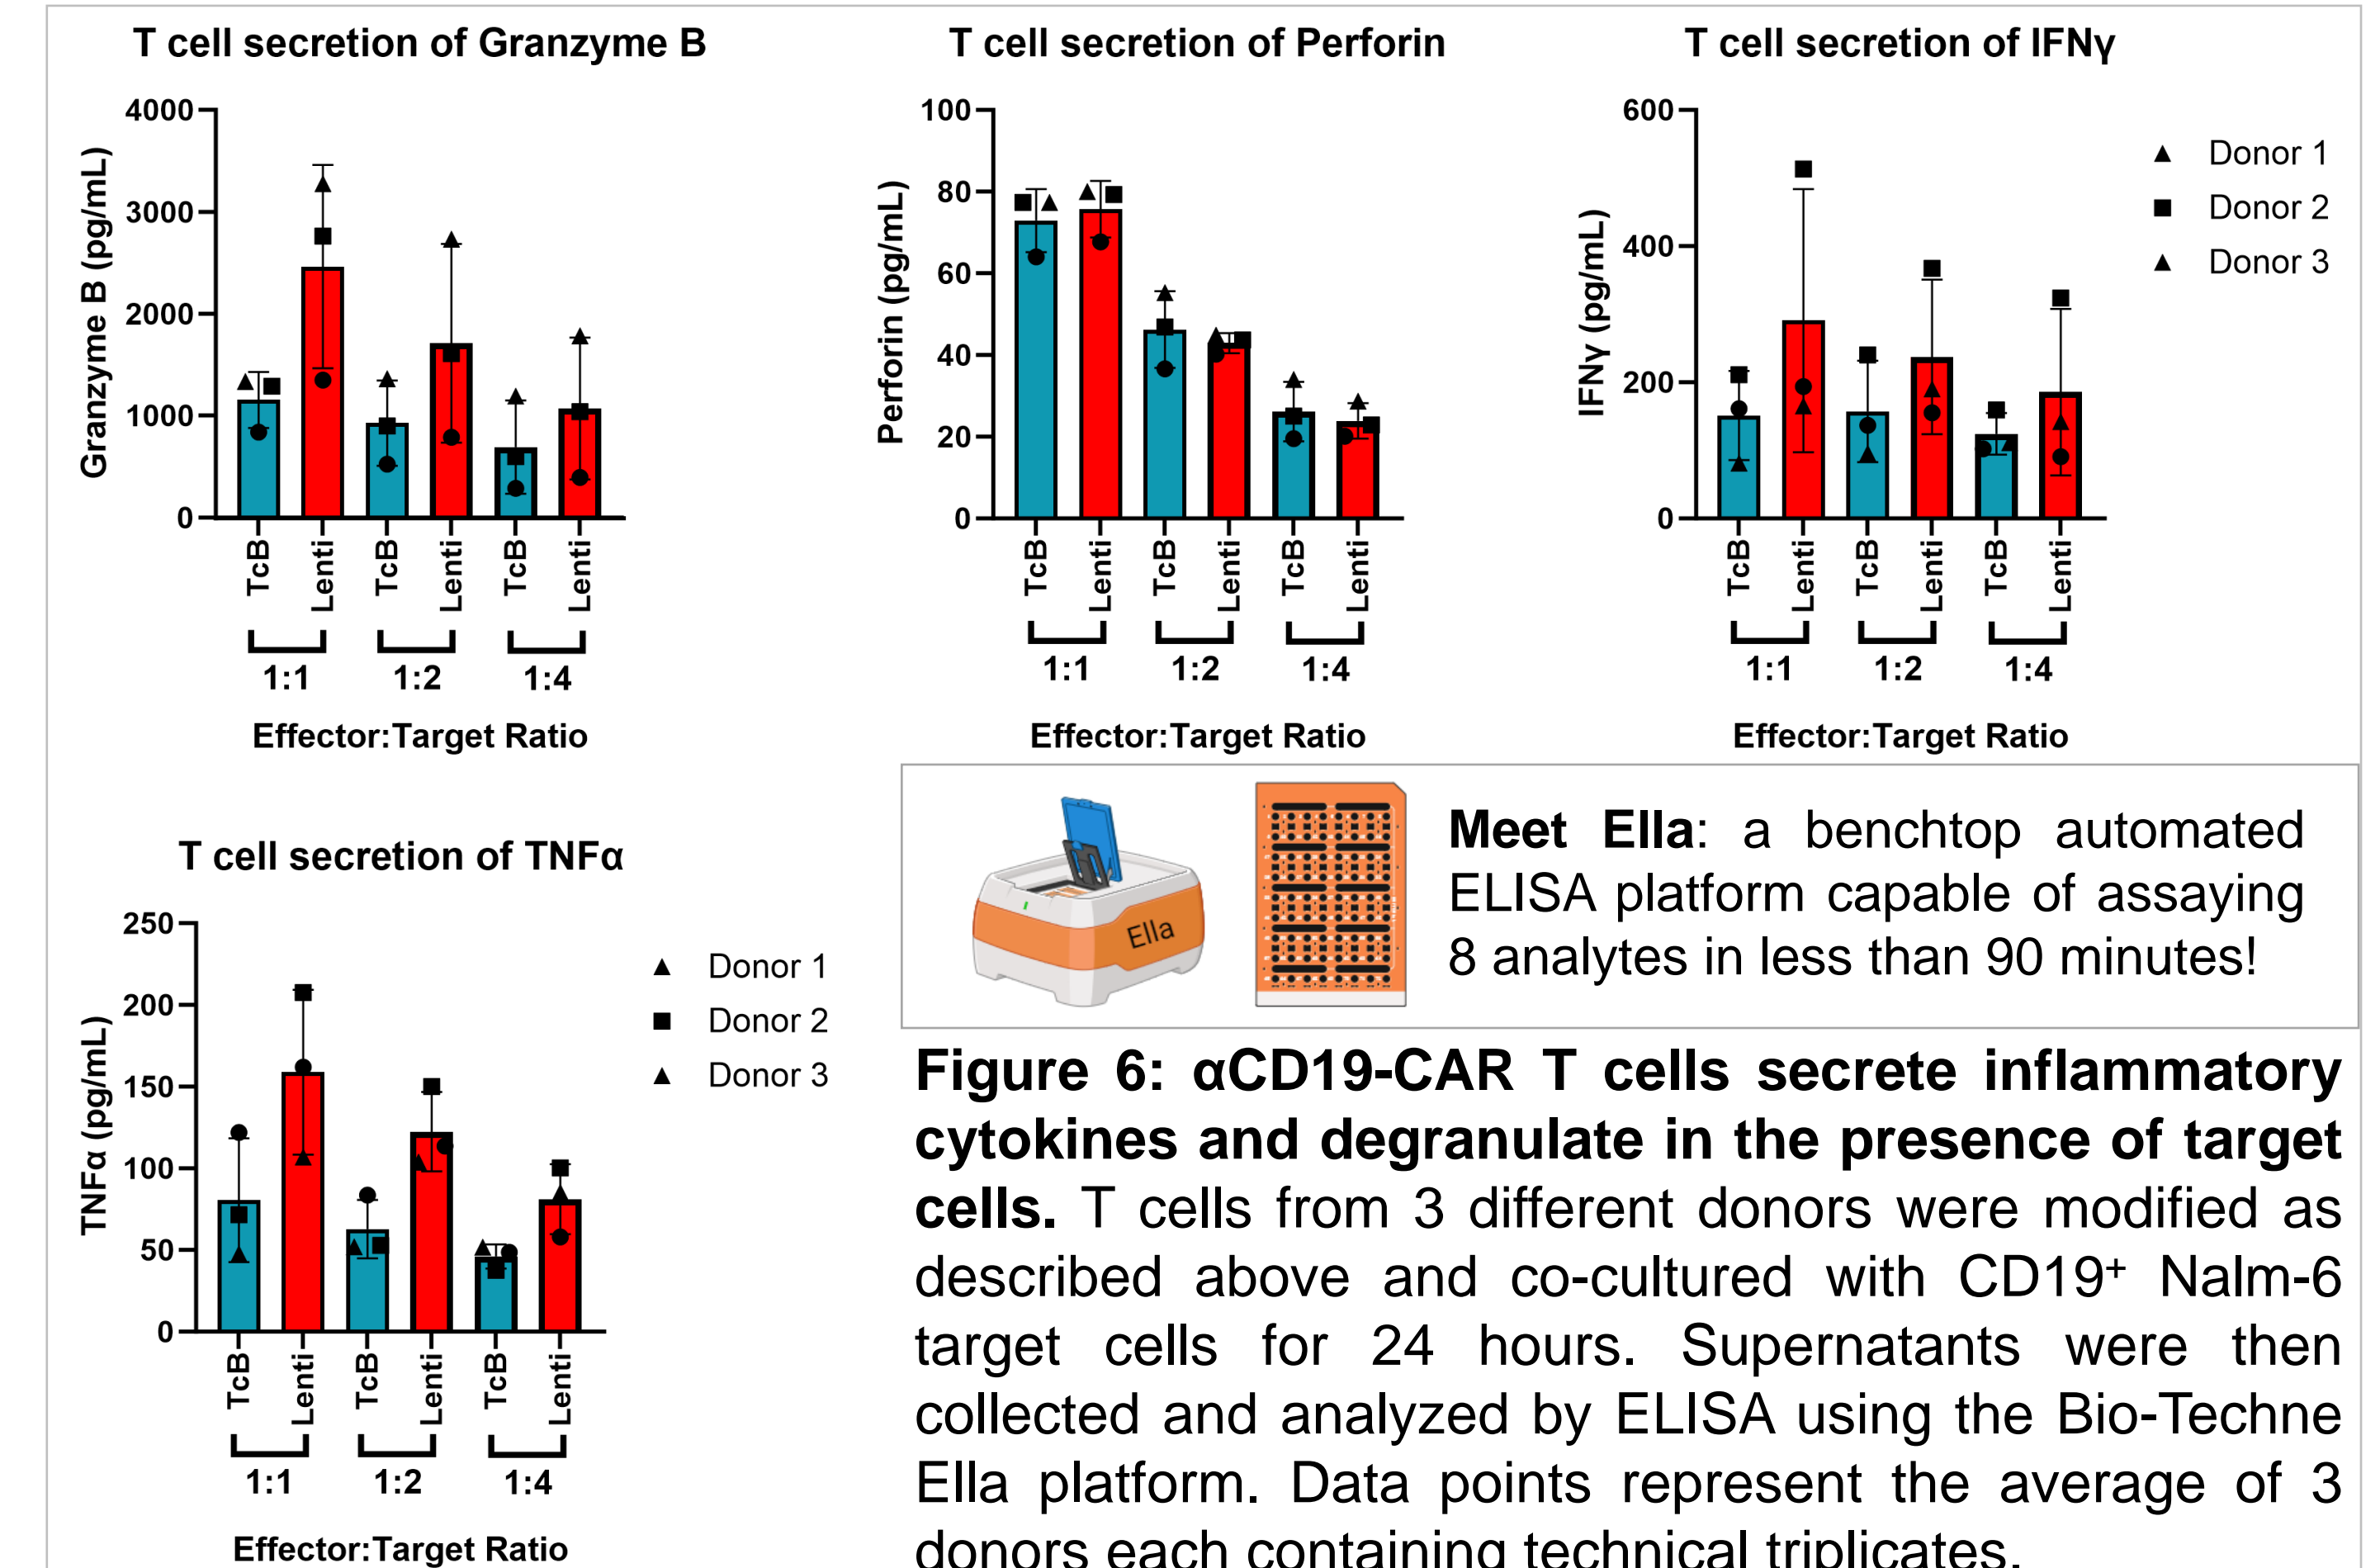 T cell secretion of Granzyme B
4000
3000
2000
1000
0
Granzyme B (pg/mL)
TcB
Lenti
TcB
Lenti
TcB
Lenti
1:1
1:2
1:4
Effector:Target Ratio
T cell secretion of Perforin
100
80
60
40
20
0
Perforin (pg/mL)
TcB
Lenti
TcB
Lenti
TcB
Lenti
1:1
1:2
1:4
Effector:Target Ratio
T cell secretion of IFNγ
600
400
200
0
IFNγ (pg/mL)
TcB
Lenti
TcB
Lenti
TcB
Lenti
1:1
1:2
1:4
Effector:Target Ratio
▲ Donor 1
■ Donor 2
▲ Donor 3
T cell secretion of TNFα
250
200
150
100
50
0
TNFα (pg/mL)
TcB
Lenti
TcB
Lenti
TcB
Lenti
1:1
1:2
1:4
Effector:Target Ratio
▲ Donor 1
■ Donor 2
▲ Donor 3
Ella
Meet Ella: a benchtop automated
ELISA platform capable of assaying
8 analytes in less than 90 minutes!
Figure 6: αCD19-CAR T cells secrete inflammatory
cytokines and degranulate in the presence of target
cells. T cells from 3 different donors were modified as
described above and co-cultured with CD19⁺ Nalm-6
target cells for 24 hours. Supernatants were then
collected and analyzed by ELISA using the Bio-Techne
Ella platform. Data points represent the average of 3
donors each containing technical triplicates.